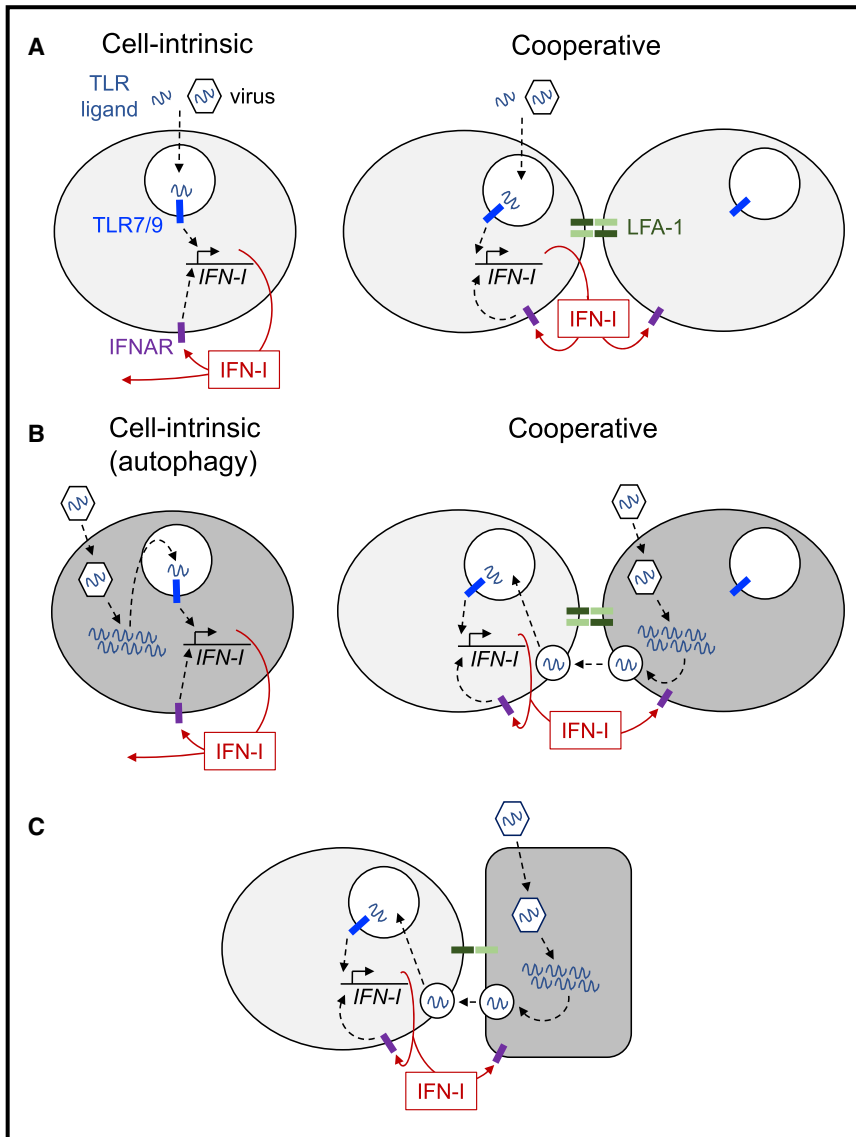 A
Cell-intrinsic
Cooperative
TLR
ligand
virus
TLR7/9
IFN-I
IFNAR
IFN-I
LFA-1
IFN-I
IFN-I
B
Cell-intrinsic
(autophagy)
Cooperative
IFN-I
IFN-I
IFN-I
IFN-I
C
IFN-I
IFN-I